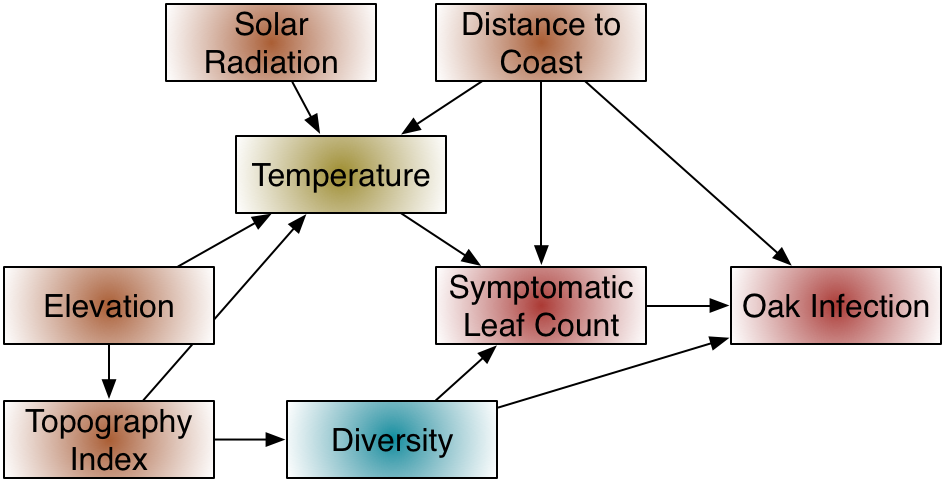 Solar
Radiation
Distance to
Coast
Temperature
Elevation
Symptomatic
Leaf Count
Oak Infection
Topography
Index
Diversity